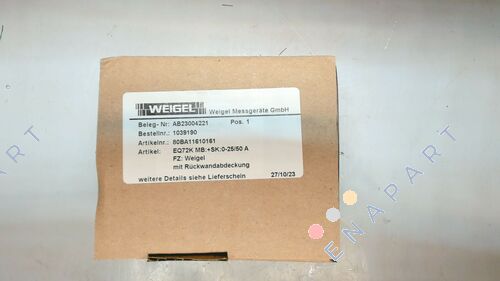 WEIGEL Weigel Messgeräte GmbH
Beleg- Nr: AB23004221 Pos. 1
Bestellnr.: 1039190
Artikelnr.: 80BA11610161
Artikel: EQ72K MB:+SK:0-25/50 A
FZ: Weigel
mit Rückwandabdeckung
weitere Details siehe Lieferschein 27/10/23
ENAPART